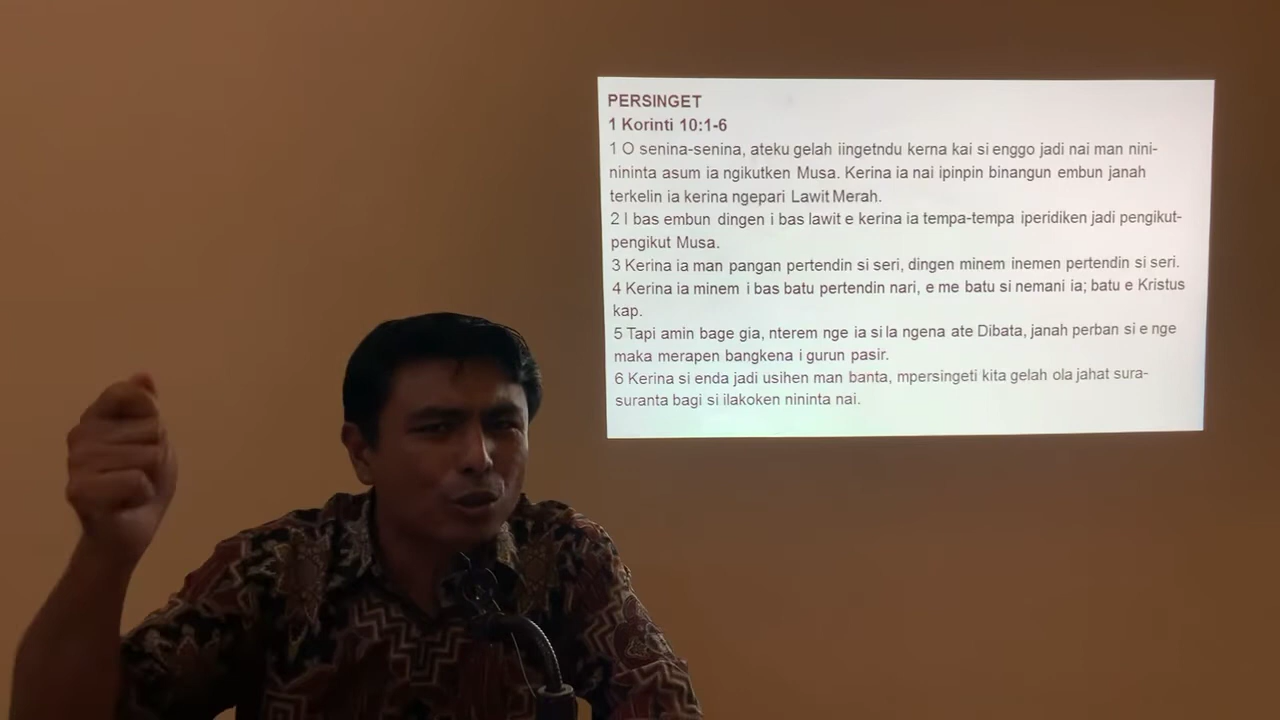 PERSINGET
1 Korinti 10:1-6
1 O senina-senina, ateku gelah iingetndu kerna kai si enggo jadi nai man nini-
nininta asum ia ngikutken Musa. Kerina ia nai ipinpin binangun embun janah
terkelin ia kerina ngepari Lawit Merah.
2 I bas embun dingen i bas lawit e kerina ia tempa-tempa iperidiken jadi pengikut-
pengikut Musa.
3 Kerina ia man pangan pertendin si seri, dingen minem inemen pertendin si seri.
4 Kerina ia minem i bas batu pertendin nari, e me batu si nemani ia; batu e Kristus
kap.
5 Tapi amin bage gia, nterem nge ia si la ngena ate Dibata, janah perban si e nge
maka merapen bangkena i gurun pasir.
6 Kerina si enda jadi usihen man banta, mpersingeti kita gelah ola jahat sura-
suranta bagi si ilakoken nininta nai.